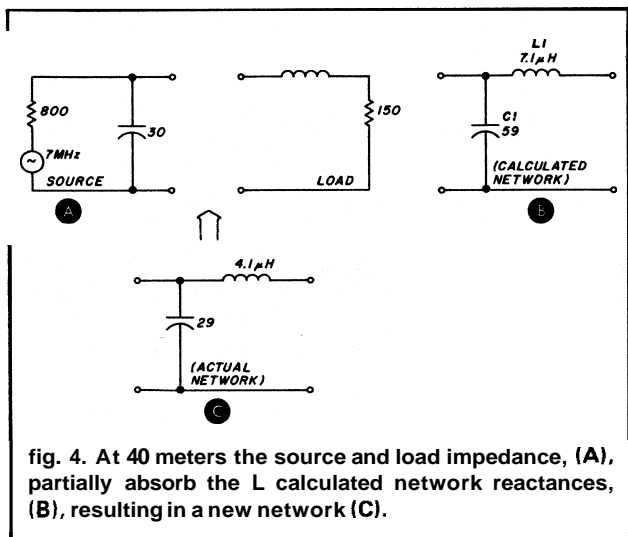 800
7MHz
SOURCE
30
A
150
LOAD
L1
7.1μH
C1
59
(CALCULATED
NETWORK)
B
4.1μH
29
(ACTUAL
NETWORK)
C
fig. 4. At 40 meters the source and load impedance, (A),
partially absorb the L calculated network reactances,
(B), resulting in a new network (C).